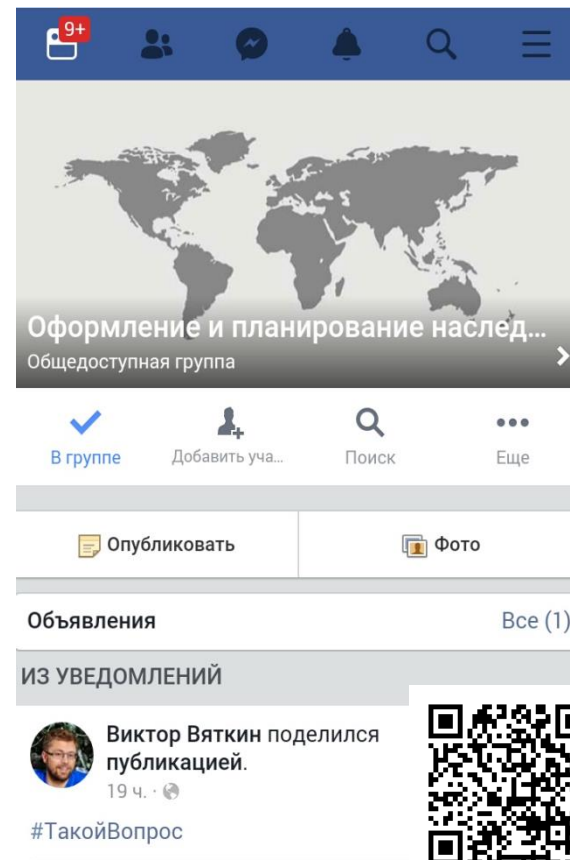 9+
Оформление и планирование наслед...
Общедоступная группа
В группе
Добавить уча...
Поиск
Еще
Опубликовать
Фото
Объявления
Все (1)
ИЗ УВЕДОМЛЕНИЙ
Виктор Вяткин поделился
публикацией.
19 ч. ·
#ТакойВопрос